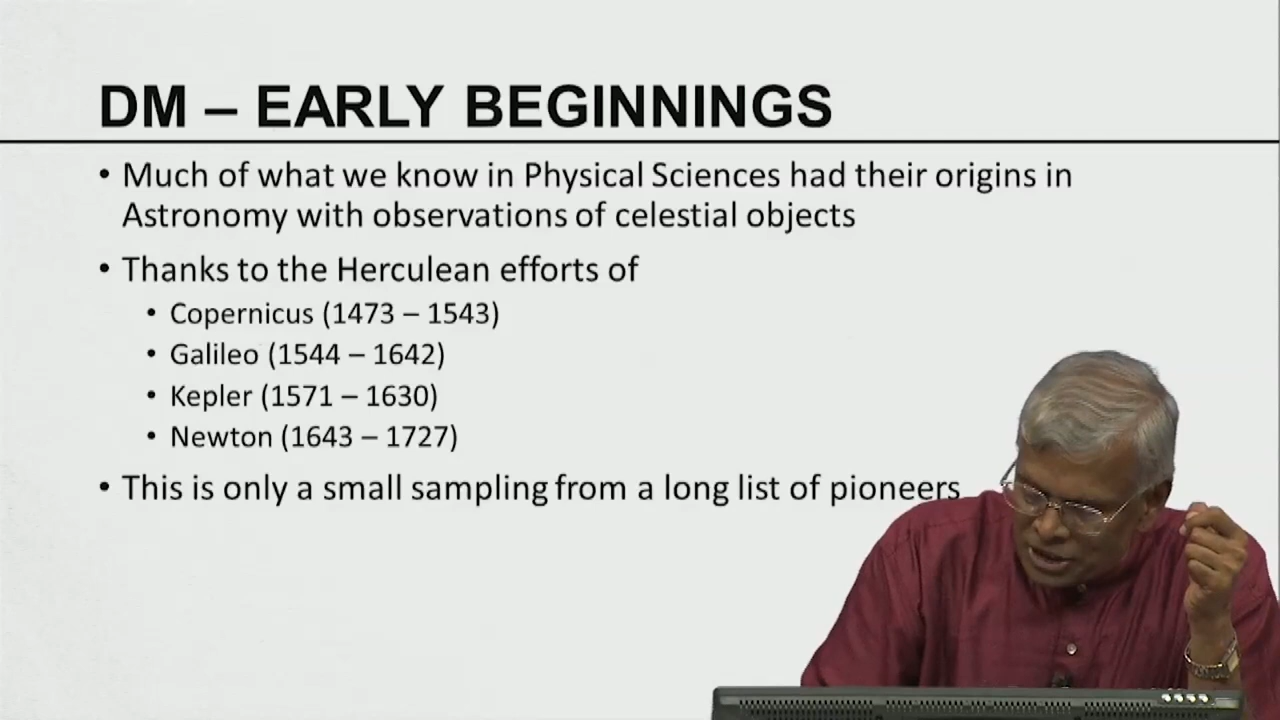 DM – EARLY BEGINNINGS
• Much of what we know in Physical Sciences had their origins in
Astronomy with observations of celestial objects
• Thanks to the Herculean efforts of
• Copernicus (1473 – 1543)
• Galileo (1544 – 1642)
• Kepler (1571 – 1630)
• Newton (1643 – 1727)
• This is only a small sampling from a long list of pioneers